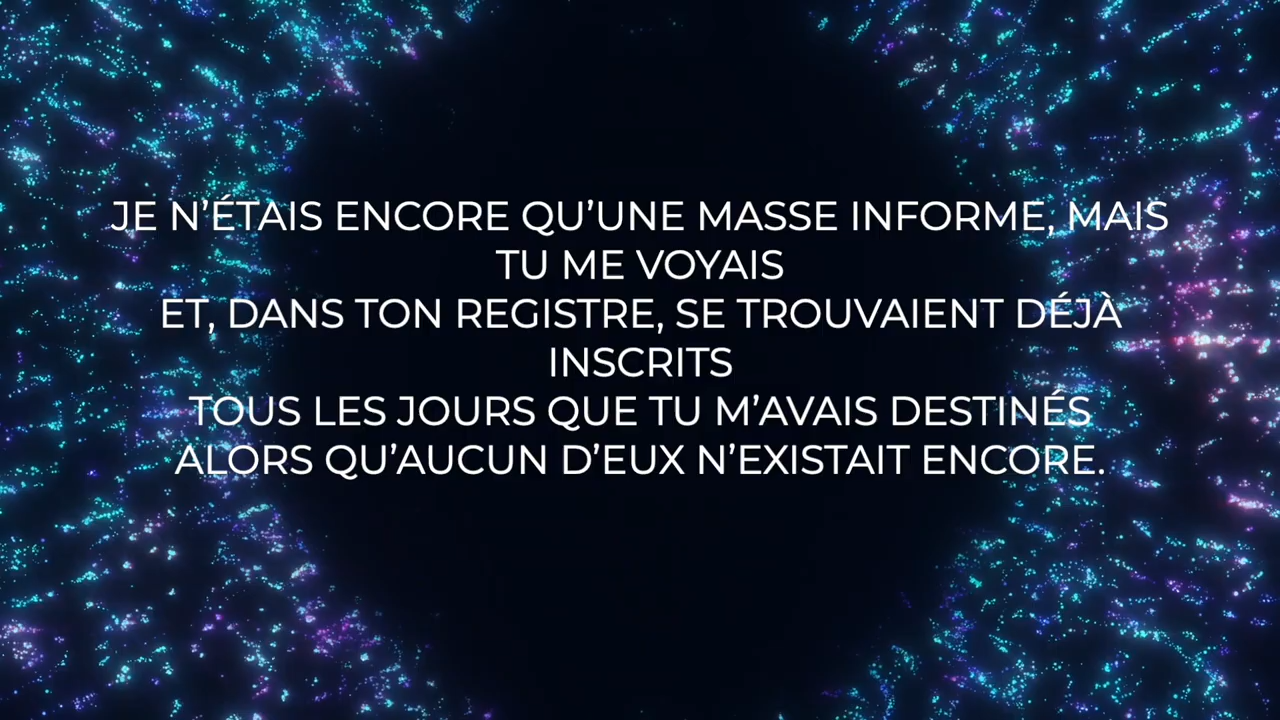 JE N’ÉTAIS ENCORE QU’UNE MASSE INFORME, MAIS
TU ME VOYAIS
ET, DANS TON REGISTRE, SE TROUVAIENT DÉJÀ
INSCRITS
TOUS LES JOURS QUE TU M’AVAIS DESTINÉS
ALORS QU’AUCUN D’EUX N’EXISTAIT ENCORE.